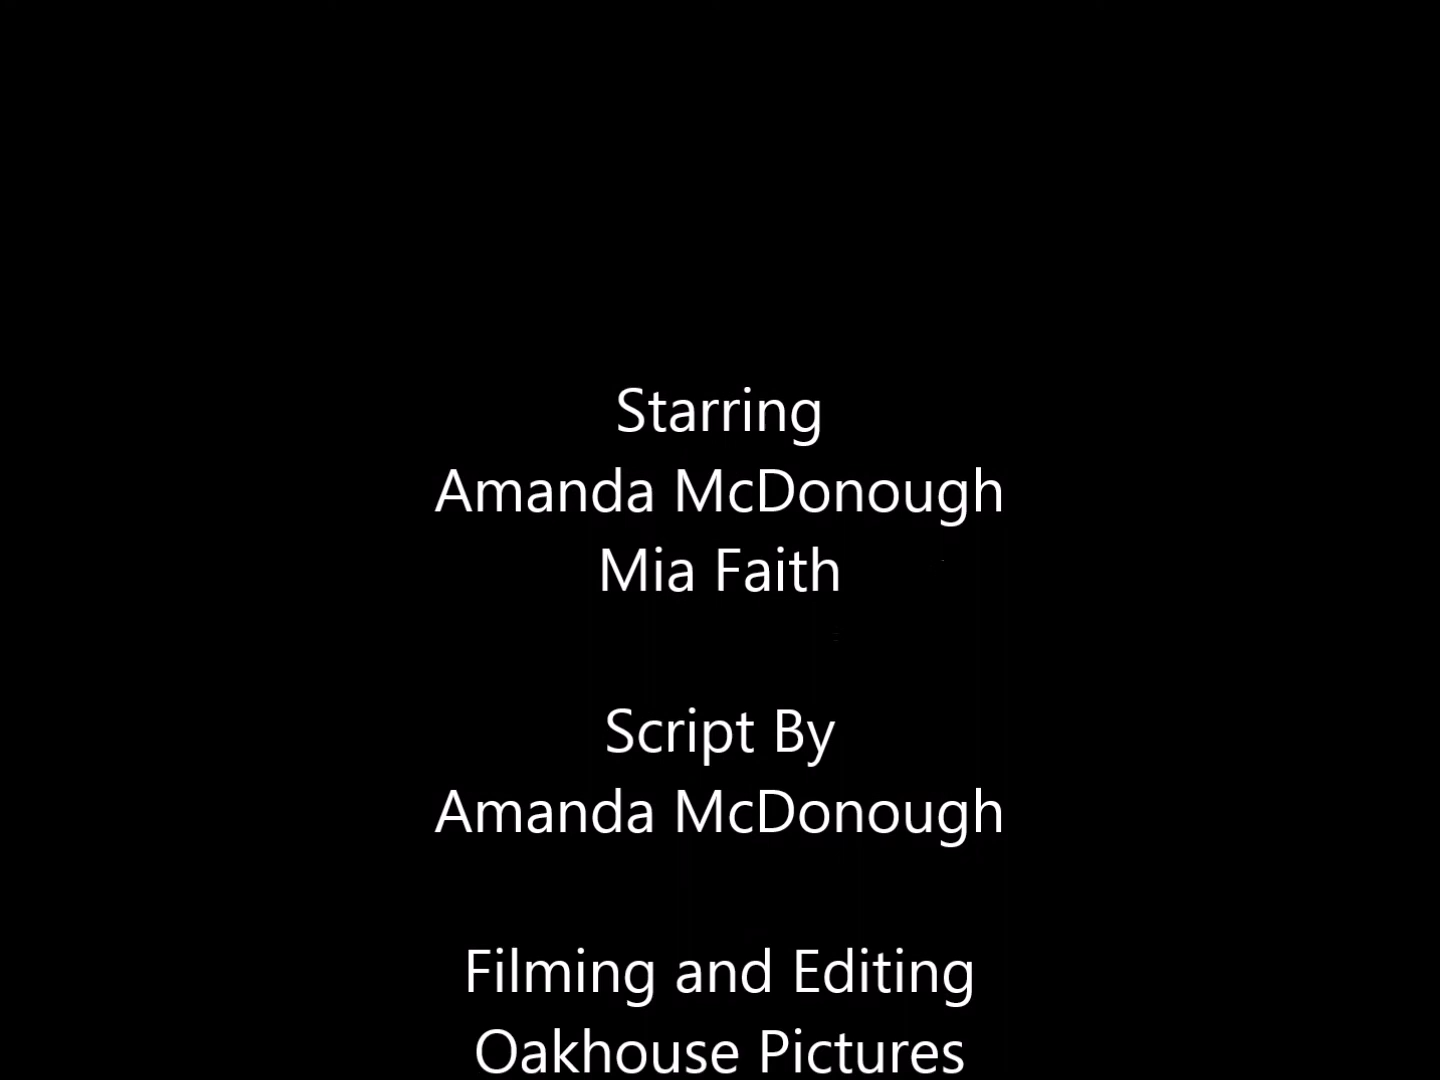 Starring
Amanda McDonough
Mia Faith
Script By
Amanda McDonough
Filming and Editing
Oakhouse Pictures